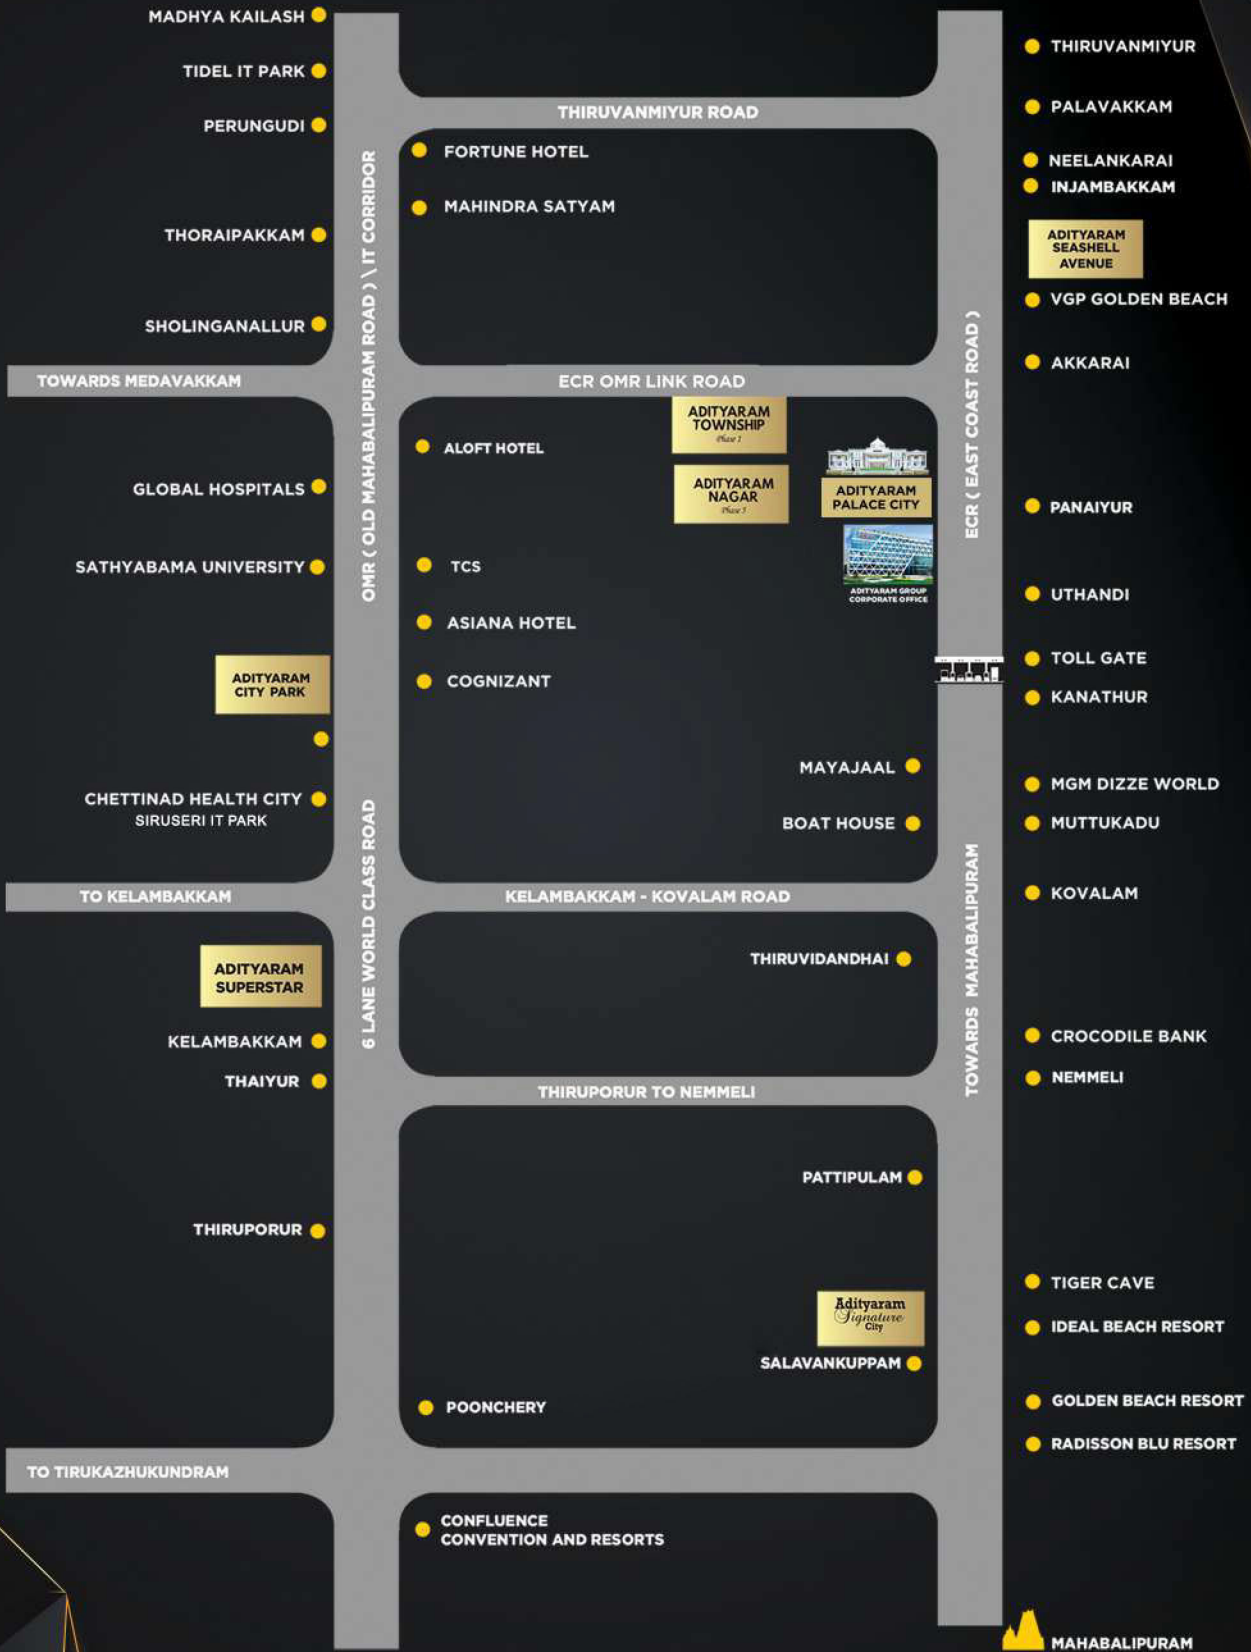 MADHYA KAILASH
TIDEL IT PARK
PERUNGUDI
THORAIPAKKAM
SHOLINGANALLUR
TOWARDS MEDAVAKKAM
GLOBAL HOSPITALS
SATHYABAMA UNIVERSITY
ADITYARAM
CITY PARK
CHETTINAD HEALTH CITY
SIRUSERI IT PARK
TO KELAMBAKKAM
ADITYARAM
SUPERSTAR
KELAMBAKKAM
THAIYUR
THIRUPORUR
TO TIRUKAZHUKUNDRAM
OMR ( OLD MAHABALIPURAM ROAD ) \ IT CORRIDOR
6 LANE WORLD CLASS ROAD
THIRUVANMIYUR ROAD
FORTUNE HOTEL
MAHINDRA SATYAM
ECR OMR LINK ROAD
ADITYARAM
TOWNSHIP
ALOFT HOTEL
ADITYARAM
NAGAR
ADITYARAM
PALACE CITY
ADITYARAM GROUP
CORPORATE OFFICE
TCS
ASIANA HOTEL
COGNIZANT
MAYAJAAL
BOAT HOUSE
KELAMBAKKAM - KOVALAM ROAD
THIRUVIDANDHAI
THIRUPORUR TO NEMMELI
PATTIPULAM
Adityaram
Signature
City
SALAVANKUPPAM
POONCHERY
CONFLUENCE
CONVENTION AND RESORTS
ECR ( EAST COAST ROAD )
TOWARDS MAHABALIPURAM
THIRUVANMIYUR
PALAVAKKAM
NEELANKARAI
INJAMBAKKAM
ADITYARAM
SEASHELL
AVENUE
VGP GOLDEN BEACH
AKKARAI
PANAIYUR
UTHANDI
TOLL GATE
KANATHUR
MGM DIZZE WORLD
MUTTUKADU
KOVALAM
CROCODILE BANK
NEMMELI
TIGER CAVE
IDEAL BEACH RESORT
GOLDEN BEACH RESORT
RADISSON BLU RESORT
MAHABALIPURAM